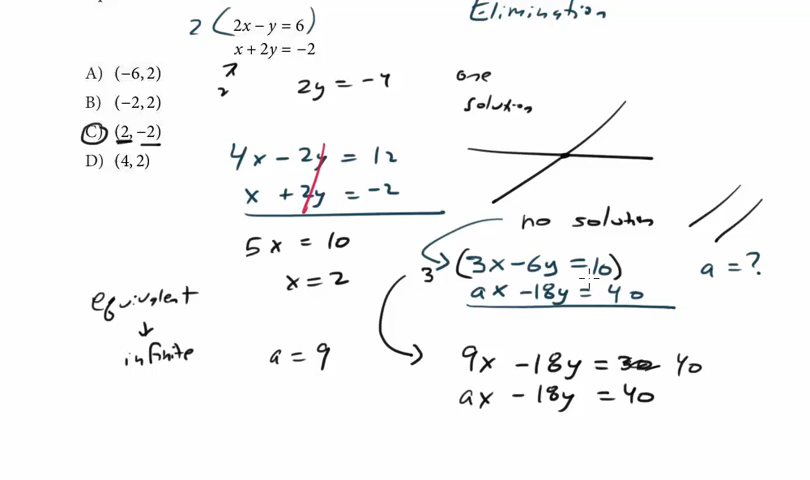 Elimination
2 (2x − y = 6)
x + 2y = −2
A) (−6, 2)
B) (−2, 2)
C) (2, −2)
D) (4, 2)
2y = −4
one
solution
4x − 2y = 12
x + 2y = −2
5x = 10
x = 2
no solution
3 (3x − 6y = 10)
ax − 18y = 40
a = ?
equivalent
↓
infinite
a = 9
9x − 18y = 30 40
ax − 18y = 40